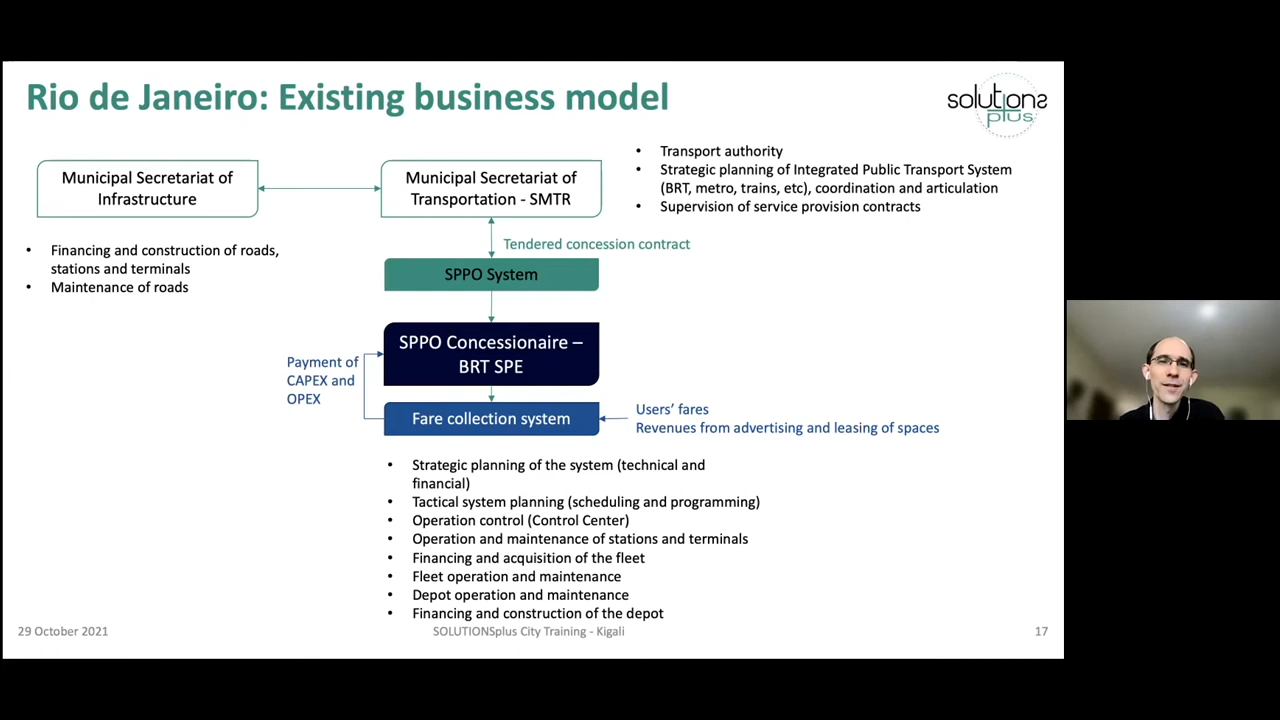 Rio de Janeiro: Existing business model
solutions
plus
Municipal Secretariat of
Infrastructure
Municipal Secretariat of
Transportation - SMTR
• Transport authority
• Strategic planning of Integrated Public Transport System
(BRT, metro, trains, etc), coordination and articulation
• Supervision of service provision contracts
• Financing and construction of roads,
stations and terminals
• Maintenance of roads
Tendered concession contract
SPPO System
SPPO Concessionaire –
BRT SPE
Payment of
CAPEX and
OPEX
Fare collection system
Users’ fares
Revenues from advertising and leasing of spaces
• Strategic planning of the system (technical and
financial)
• Tactical system planning (scheduling and programming)
• Operation control (Control Center)
• Operation and maintenance of stations and terminals
• Financing and acquisition of the fleet
• Fleet operation and maintenance
• Depot operation and maintenance
• Financing and construction of the depot
29 October 2021
SOLUTIONSplus City Training - Kigali
17